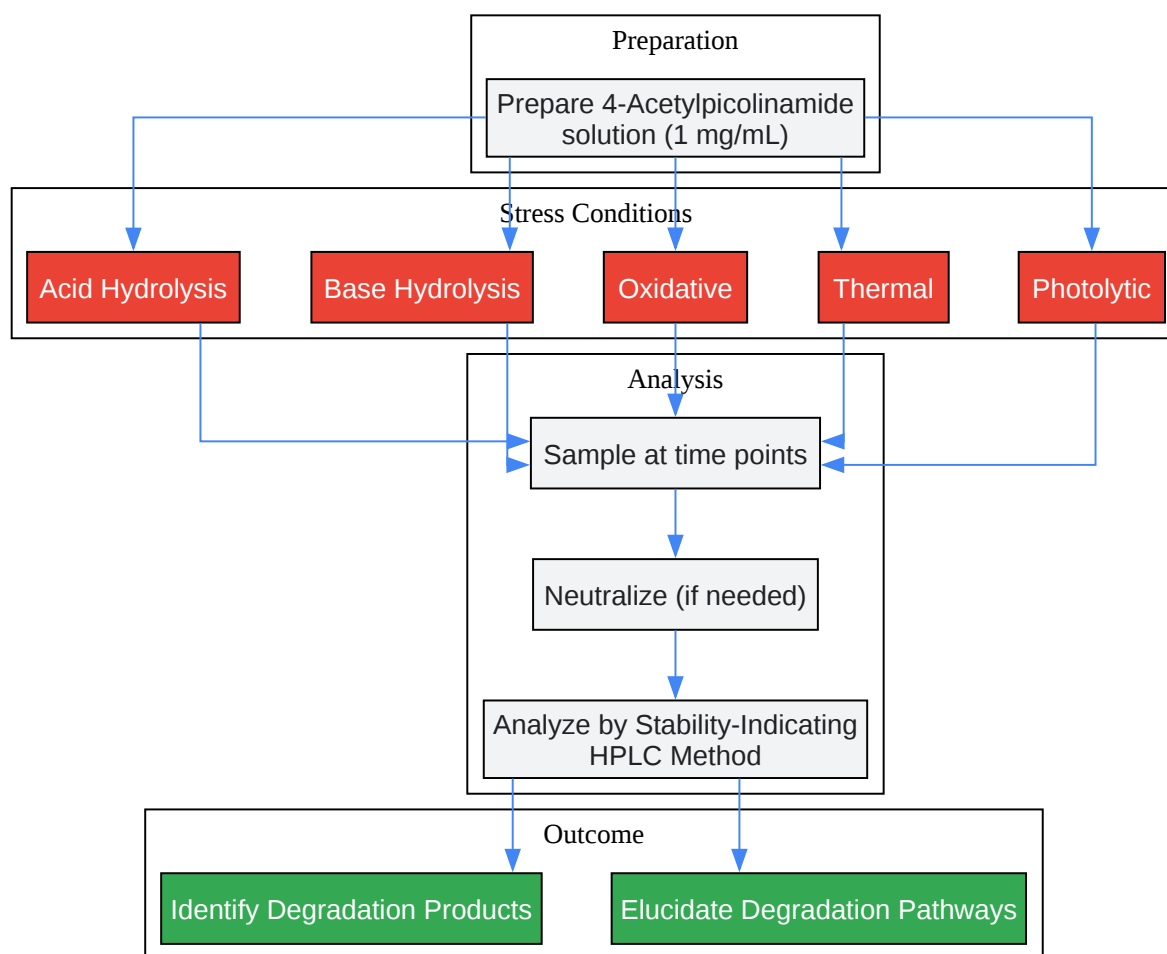 Preparation
Prepare 4-Acetylpicolinamide
solution (1 mg/mL)
Stress Conditions
Acid Hydrolysis
Base Hydrolysis
Oxidative
Thermal
Photolytic
Analysis
Sample at time points
Neutralize (if needed)
Analyze by Stability-Indicating
HPLC Method
Outcome
Identify Degradation Products
Elucidate Degradation Pathways